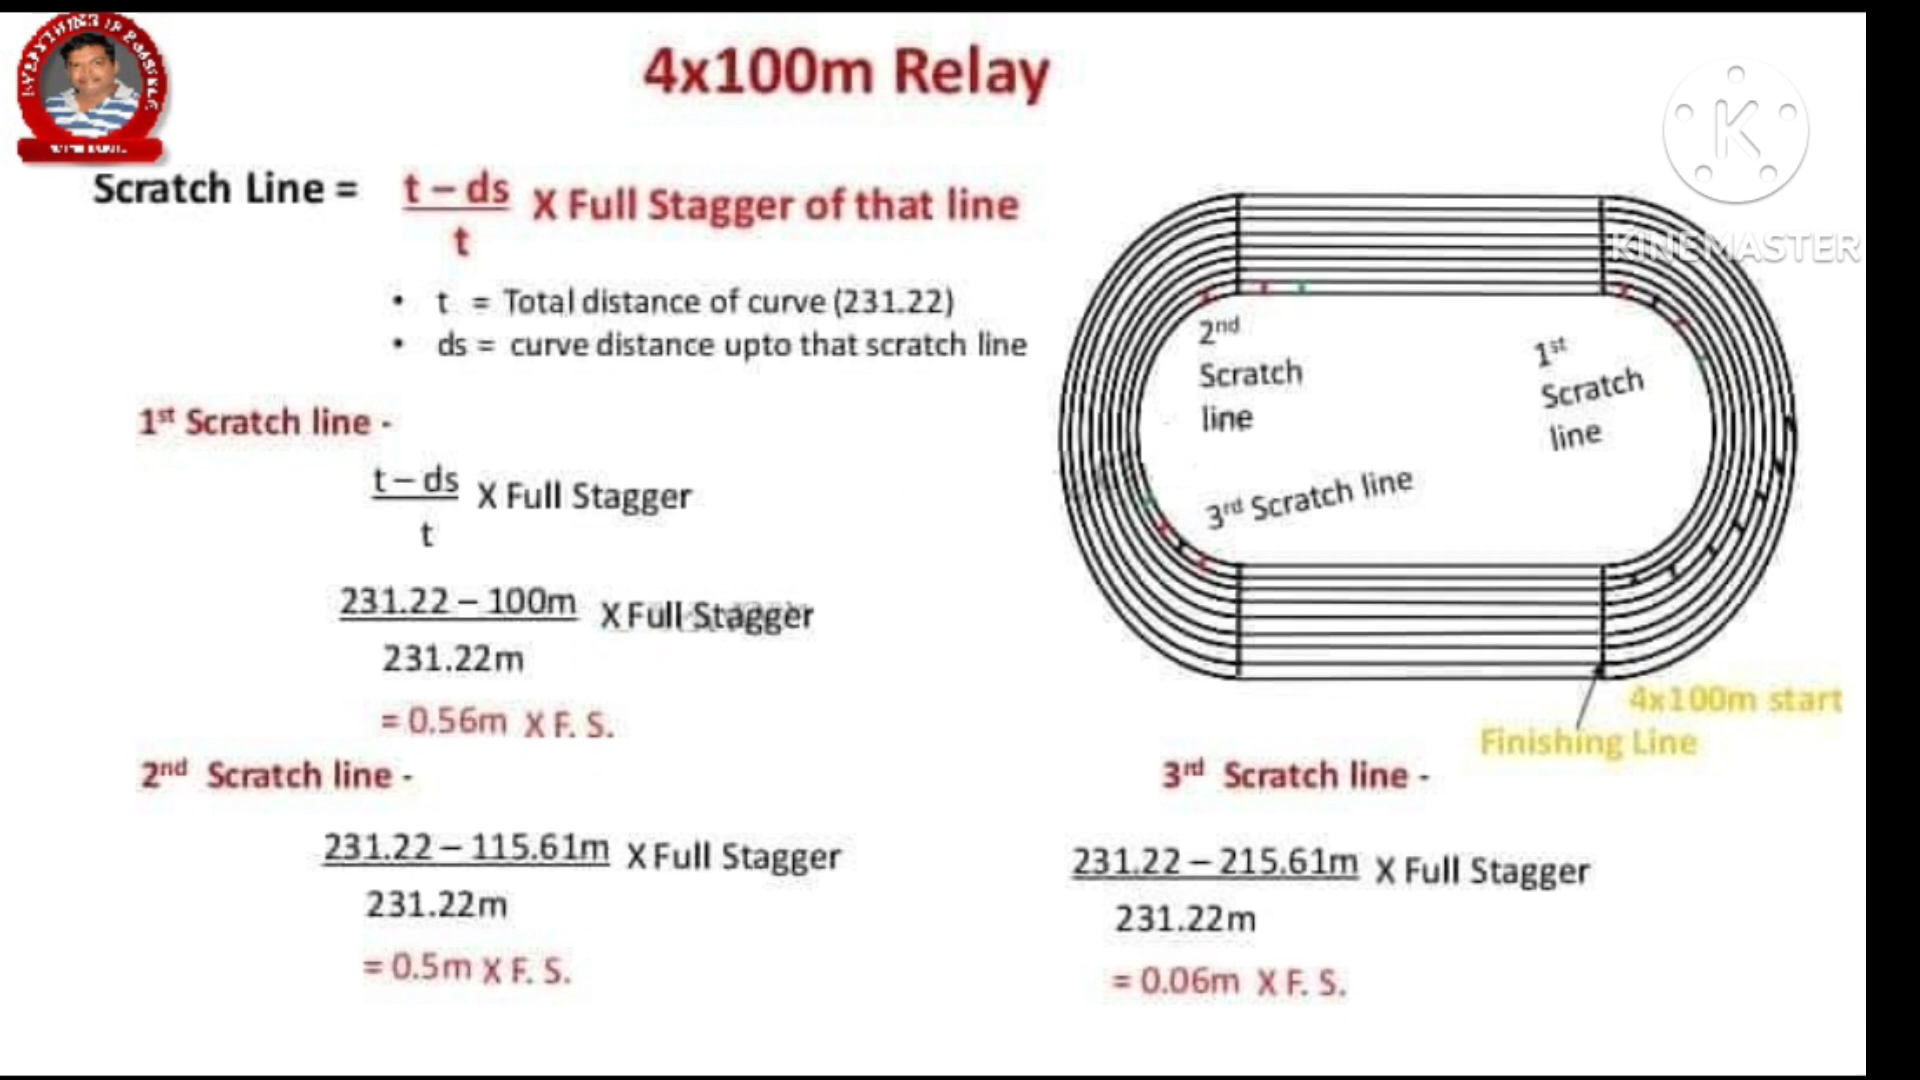 EVERYTHING IS POSSIBLE
4x100m Relay
KINEMASTER
Scratch Line = t – ds X Full Stagger of that line
t
• t = Total distance of curve (231.22)
• ds = curve distance upto that scratch line
1st Scratch line -
t – ds X Full Stagger
t
231.22 – 100m X Full Stagger
231.22m
= 0.56m X F. S.
2nd Scratch line -
231.22 – 115.61m X Full Stagger
231.22m
= 0.5m X F. S.
2nd
Scratch
line
1st
Scratch
line
3rd Scratch line
4x100m start
Finishing Line
3rd Scratch line -
231.22 – 215.61m X Full Stagger
231.22m
= 0.06m X F. S.